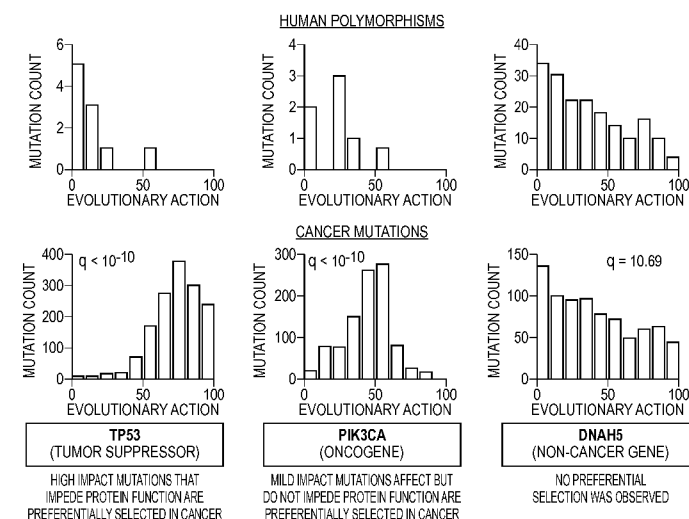 HUMAN POLYMORPHISMS
MUTATION COUNT
6
4
2
0
0 50 100
EVOLUTIONARY ACTION
MUTATION COUNT
4
3
2
1
0
0 50 100
EVOLUTIONARY ACTION
MUTATION COUNT
40
30
20
10
0
0 50 100
EVOLUTIONARY ACTION
CANCER MUTATIONS
MUTATION COUNT
400
300
200
100
0
q < 10-10
0 50 100
EVOLUTIONARY ACTION
MUTATION COUNT
300
200
100
0
q < 10-10
0 50 100
EVOLUTIONARY ACTION
MUTATION COUNT
150
100
50
0
q = 10.69
0 50 100
EVOLUTIONARY ACTION
TP53
(TUMOR SUPPRESSOR)
HIGH IMPACT MUTATIONS THAT
IMPEDE PROTEIN FUNCTION ARE
PREFERENTIALLY SELECTED IN CANCER
PIK3CA
(ONCOGENE)
MILD IMPACT MUTATIONS AFFECT BUT
DO NOT IMPEDE PROTEIN FUNCTION ARE
PREFERENTIALLY SELECTED IN CANCER
DNAH5
(NON-CANCER GENE)
NO PREFERENTIAL
SELECTION WAS OBSERVED